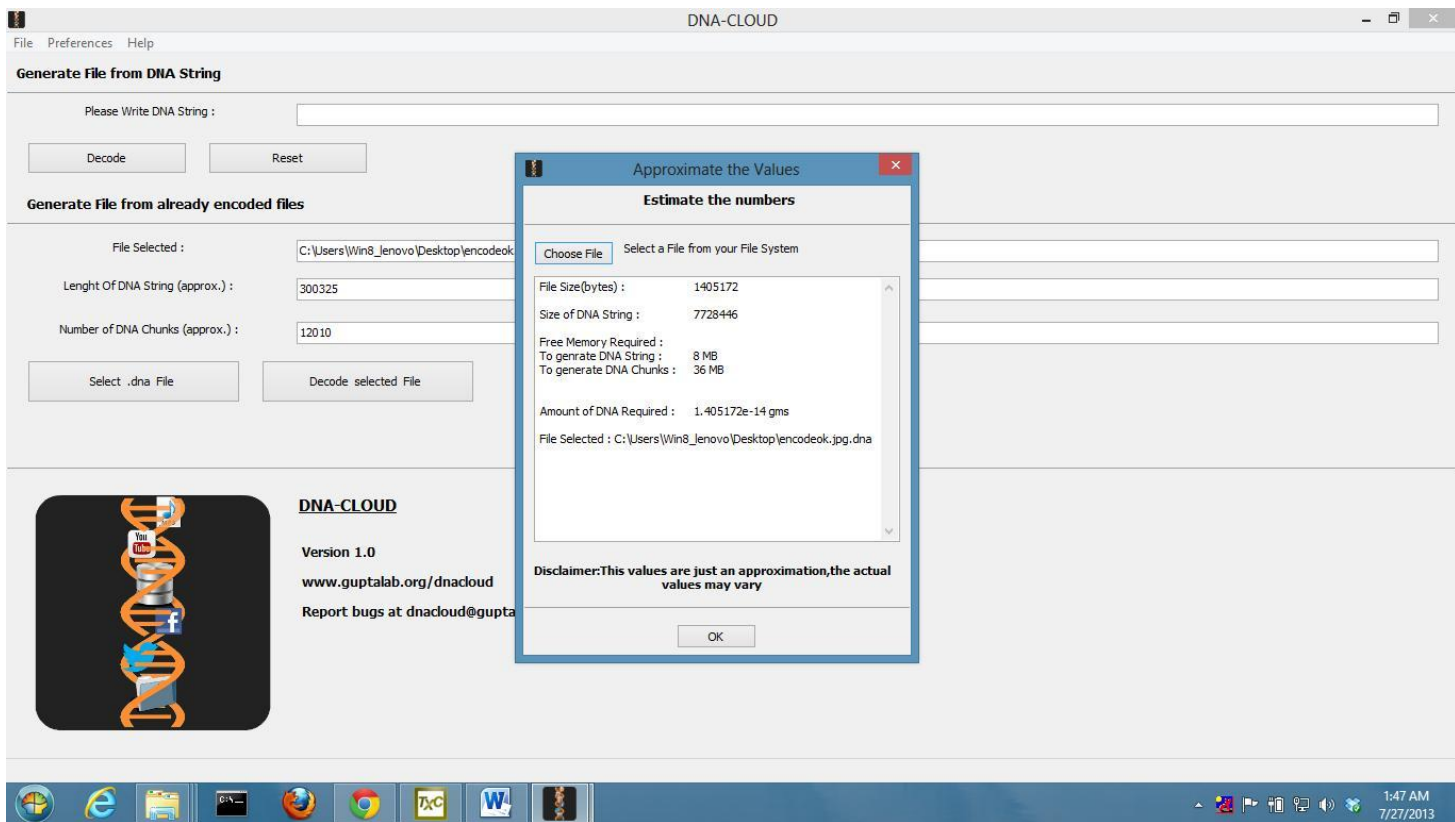 DNA-CLOUD
File Preferences Help
Generate File from DNA String
Please Write DNA String :
Decode Reset
Generate File from already encoded files
File Selected : C:\Users\Win8_lenovo\Desktop\encodeok
Lenght Of DNA String (approx.) : 300325
Number of DNA Chunks (approx.) : 12010
Select .dna File Decode selected File
DNA-CLOUD
Version 1.0
www.guptalab.org/dnacloud
Report bugs at dnacloud@gupta
You
Tube
f
Approximate the Values
Estimate the numbers
Choose File Select a File from your File System
File Size(bytes) : 1405172
Size of DNA String : 7728446
Free Memory Required :
To genrate DNA String : 8 MB
To generate DNA Chunks : 36 MB
Amount of DNA Required : 1.405172e-14 gms
File Selected : C:\Users\Win8_lenovo\Desktop\encodeok.jpg.dna
Disclaimer:This values are just an approximation,the actual
values may vary
OK
C:\_
TXC
W
1:47 AM
7/27/2013